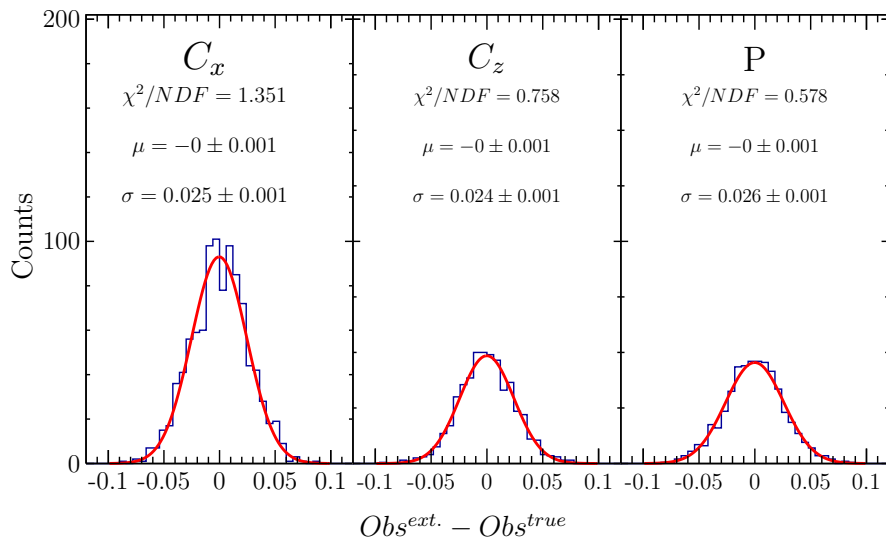 200
100
0
Counts
C_x
χ²/NDF = 1.351
μ = −0 ± 0.001
σ = 0.025 ± 0.001
C_z
χ²/NDF = 0.758
μ = −0 ± 0.001
σ = 0.024 ± 0.001
P
χ²/NDF = 0.578
μ = −0 ± 0.001
σ = 0.026 ± 0.001
-0.1 -0.05 0 0.05 0.1
-0.1 -0.05 0 0.05 0.1
-0.1 -0.05 0 0.05 0.1
Obs^{ext.} − Obs^{true}